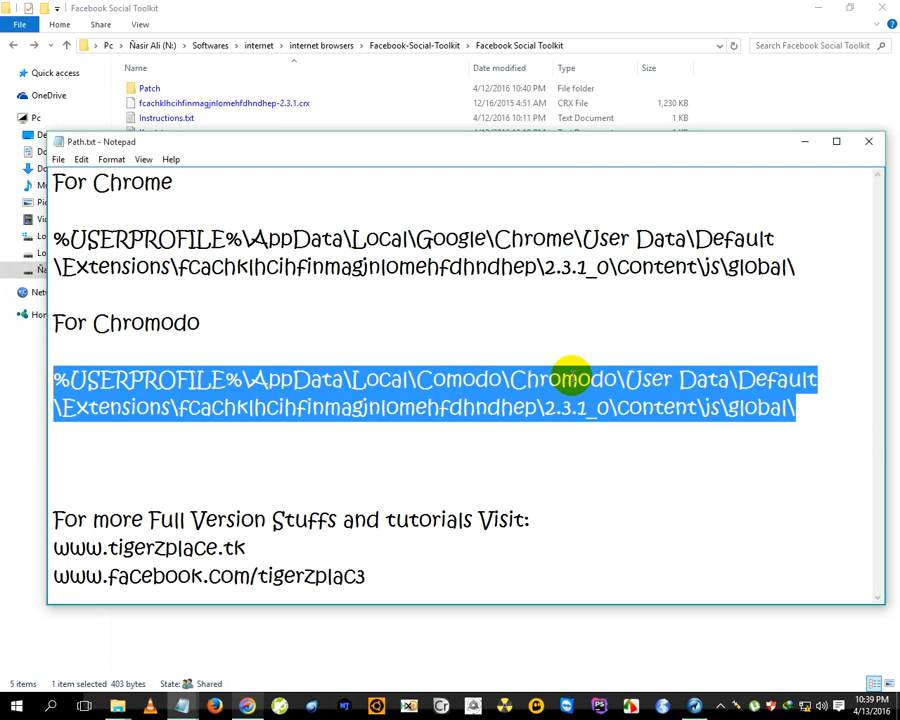 Facebook Social Toolkit
File Home Share View
Pc Ñasir Ali (N:) Softwares internet internet browsers Facebook-Social-Toolkit Facebook Social Toolkit Search Facebook Social Toolkit
Name Date modified Type Size
Quick access
OneDrive
Pc
Patch 4/12/2016 10:40 PM File folder
fcachklhcihfinmagjnlomehfdhndhep-2.3.1.crx 12/16/2015 4:51 AM CRX File 1,230 KB
Instructions.txt 4/12/2016 10:11 PM Text Document 1 KB
Path.txt - Notepad
File Edit Format View Help
For Chrome
%USERPROFILE%\AppData\Local\Google\Chrome\User Data\Default
\Extensions\fcachklhcihfinmagjnlomehfdhndhep\2.3.1_0\content\js\global\
For Chromodo
%USERPROFILE%\AppData\Local\Comodo\Chromodo\User Data\Default
\Extensions\fcachklhcihfinmagjnlomehfdhndhep\2.3.1_0\content\js\global\
For more Full Version Stuffs and tutorials Visit:
www.tigerzplace.tk
www.facebook.com/tigerzplac3
5 items 1 item selected 403 bytes State: Shared
10:39 PM
4/13/2016